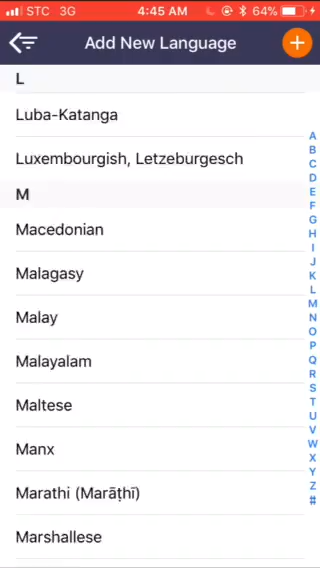 STC 3G 4:45 AM 64%
Add New Language +
L
Luba-Katanga
Luxembourgish, Letzeburgesch
M
Macedonian
Malagasy
Malay
Malayalam
Maltese
Manx
Marathi (Marāṭhī)
Marshallese
A
B
C
D
E
F
G
H
I
J
K
L
M
N
O
P
Q
R
S
T
U
V
W
X
Y
Z
#